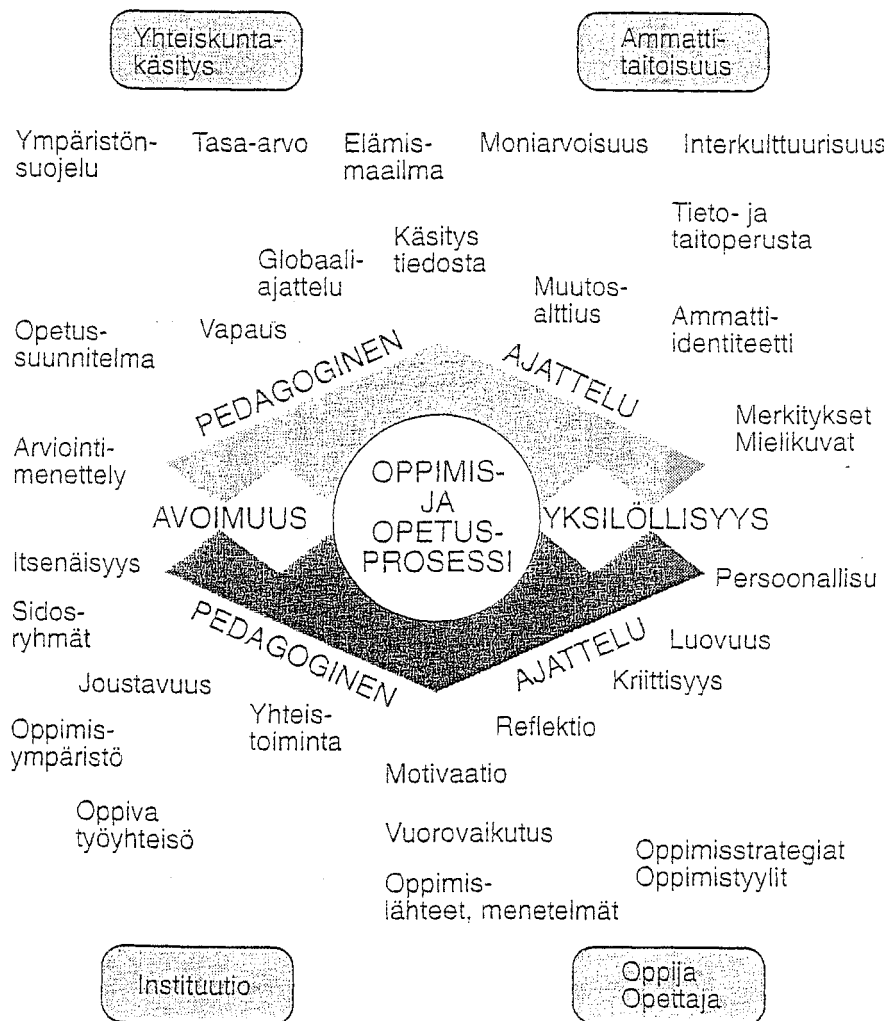 Yhteiskunta-
käsitys
Ammatti-
taitoisuus
Ympäristön-
suojelu
Tasa-arvo
Elämis-
maailma
Moniarvoisuus
Interkulttuurisuus
Tieto- ja
taitoperusta
Käsitys
tiedosta
Globaali-
ajattelu
Muutos-
alttius
Ammatti-
identiteetti
Opetus-
suunnitelma
Vapaus
PEDAGOGINEN
AJATTELU
Merkitykset
Mielikuvat
Arviointi-
menettely
OPPIMIS-
JA
OPETUS-
PROSESSI
AVOIMUUS
YKSILÖLLISYYS
Itsenäisyys
Persoonallisu
Sidos-
ryhmät
PEDAGOGINEN
AJATTELU
Luovuus
Kriittisyys
Joustavuus
Yhteis-
toiminta
Reflektio
Oppimis-
ympäristö
Motivaatio
Oppiva
työyhteisö
Vuorovaikutus
Oppimisstrategiat
Oppimistyylit
Oppimis-
lähteet, menetelmät
Instituutio
Oppija
Opettaja